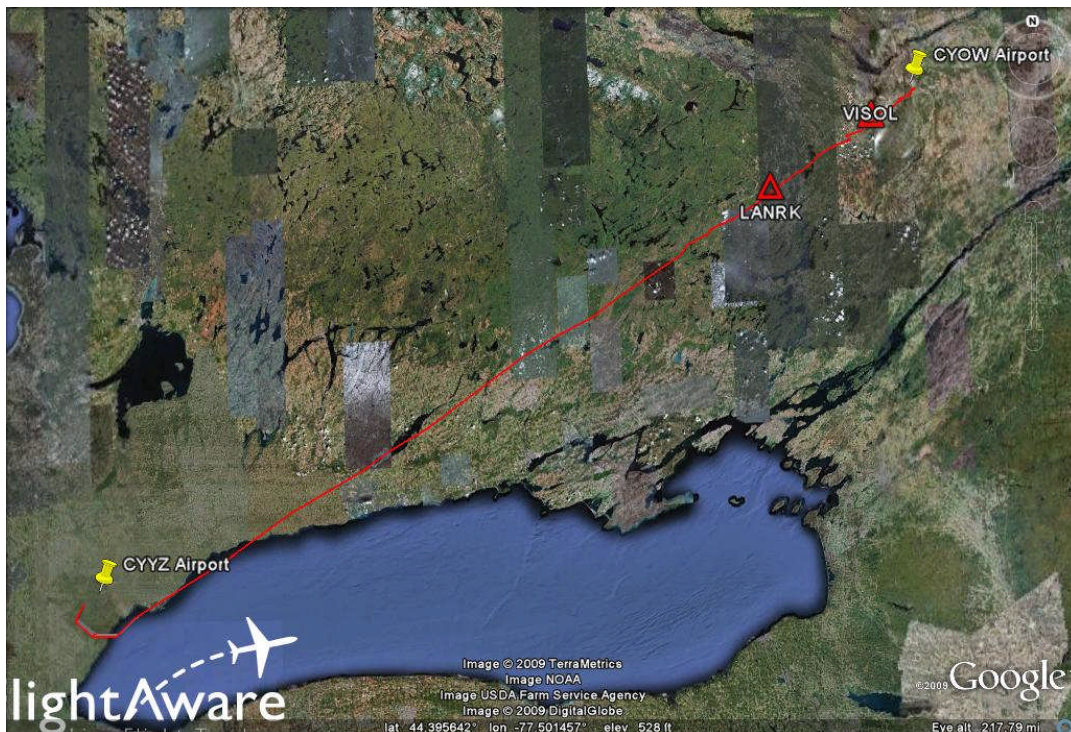 N
CYOW Airport
VISOL
LANRK
CYYZ Airport
Image © 2009 TerraMetrics
Image NOAA
Image USDA Farm Service Agency
Image © 2009 DigitalGlobe
©2009 Google
lightAware
lat 44.395642° lon -77.501457° elev 528 ft
Eye alt 217.79 mi